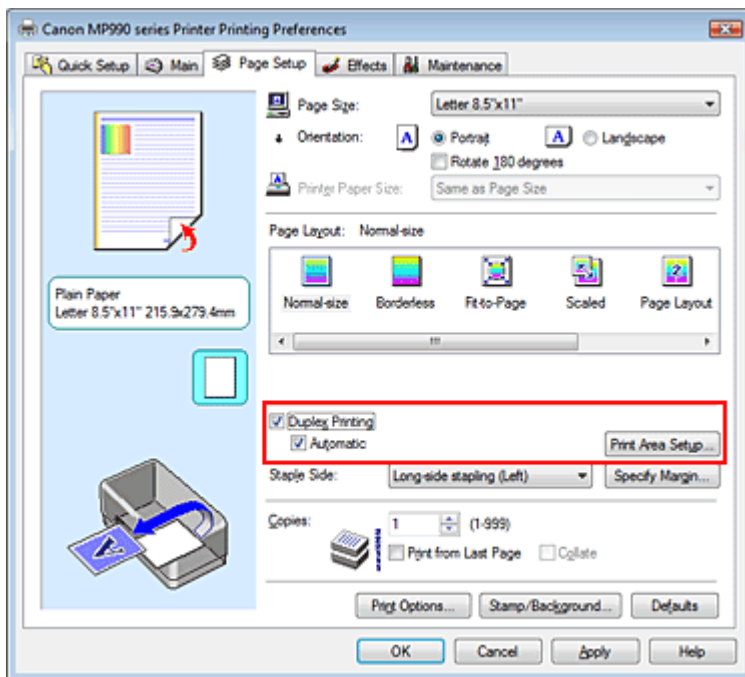 Canon MP990 series Printer Printing Preferences
Quick Setup Main Page Setup Effects Maintenance
Page Size: Letter 8.5"x11"
Orientation: A Portrait A Landscape
Rotate 180 degrees
Printer Paper Size: Same as Page Size
Page Layout: Normal-size
Normal-size Borderless Fit-to-Page Scaled Page Layout
Plain Paper
Letter 8.5"x11" 215.9x279.4mm
Duplex Printing
Automatic Print Area Setup...
Staple Side: Long-side stapling (Left) Specify Margin...
Copies: 1 (1-999)
Print from Last Page Collate
Print Options... Stamp/Background... Defaults
OK Cancel Apply Help